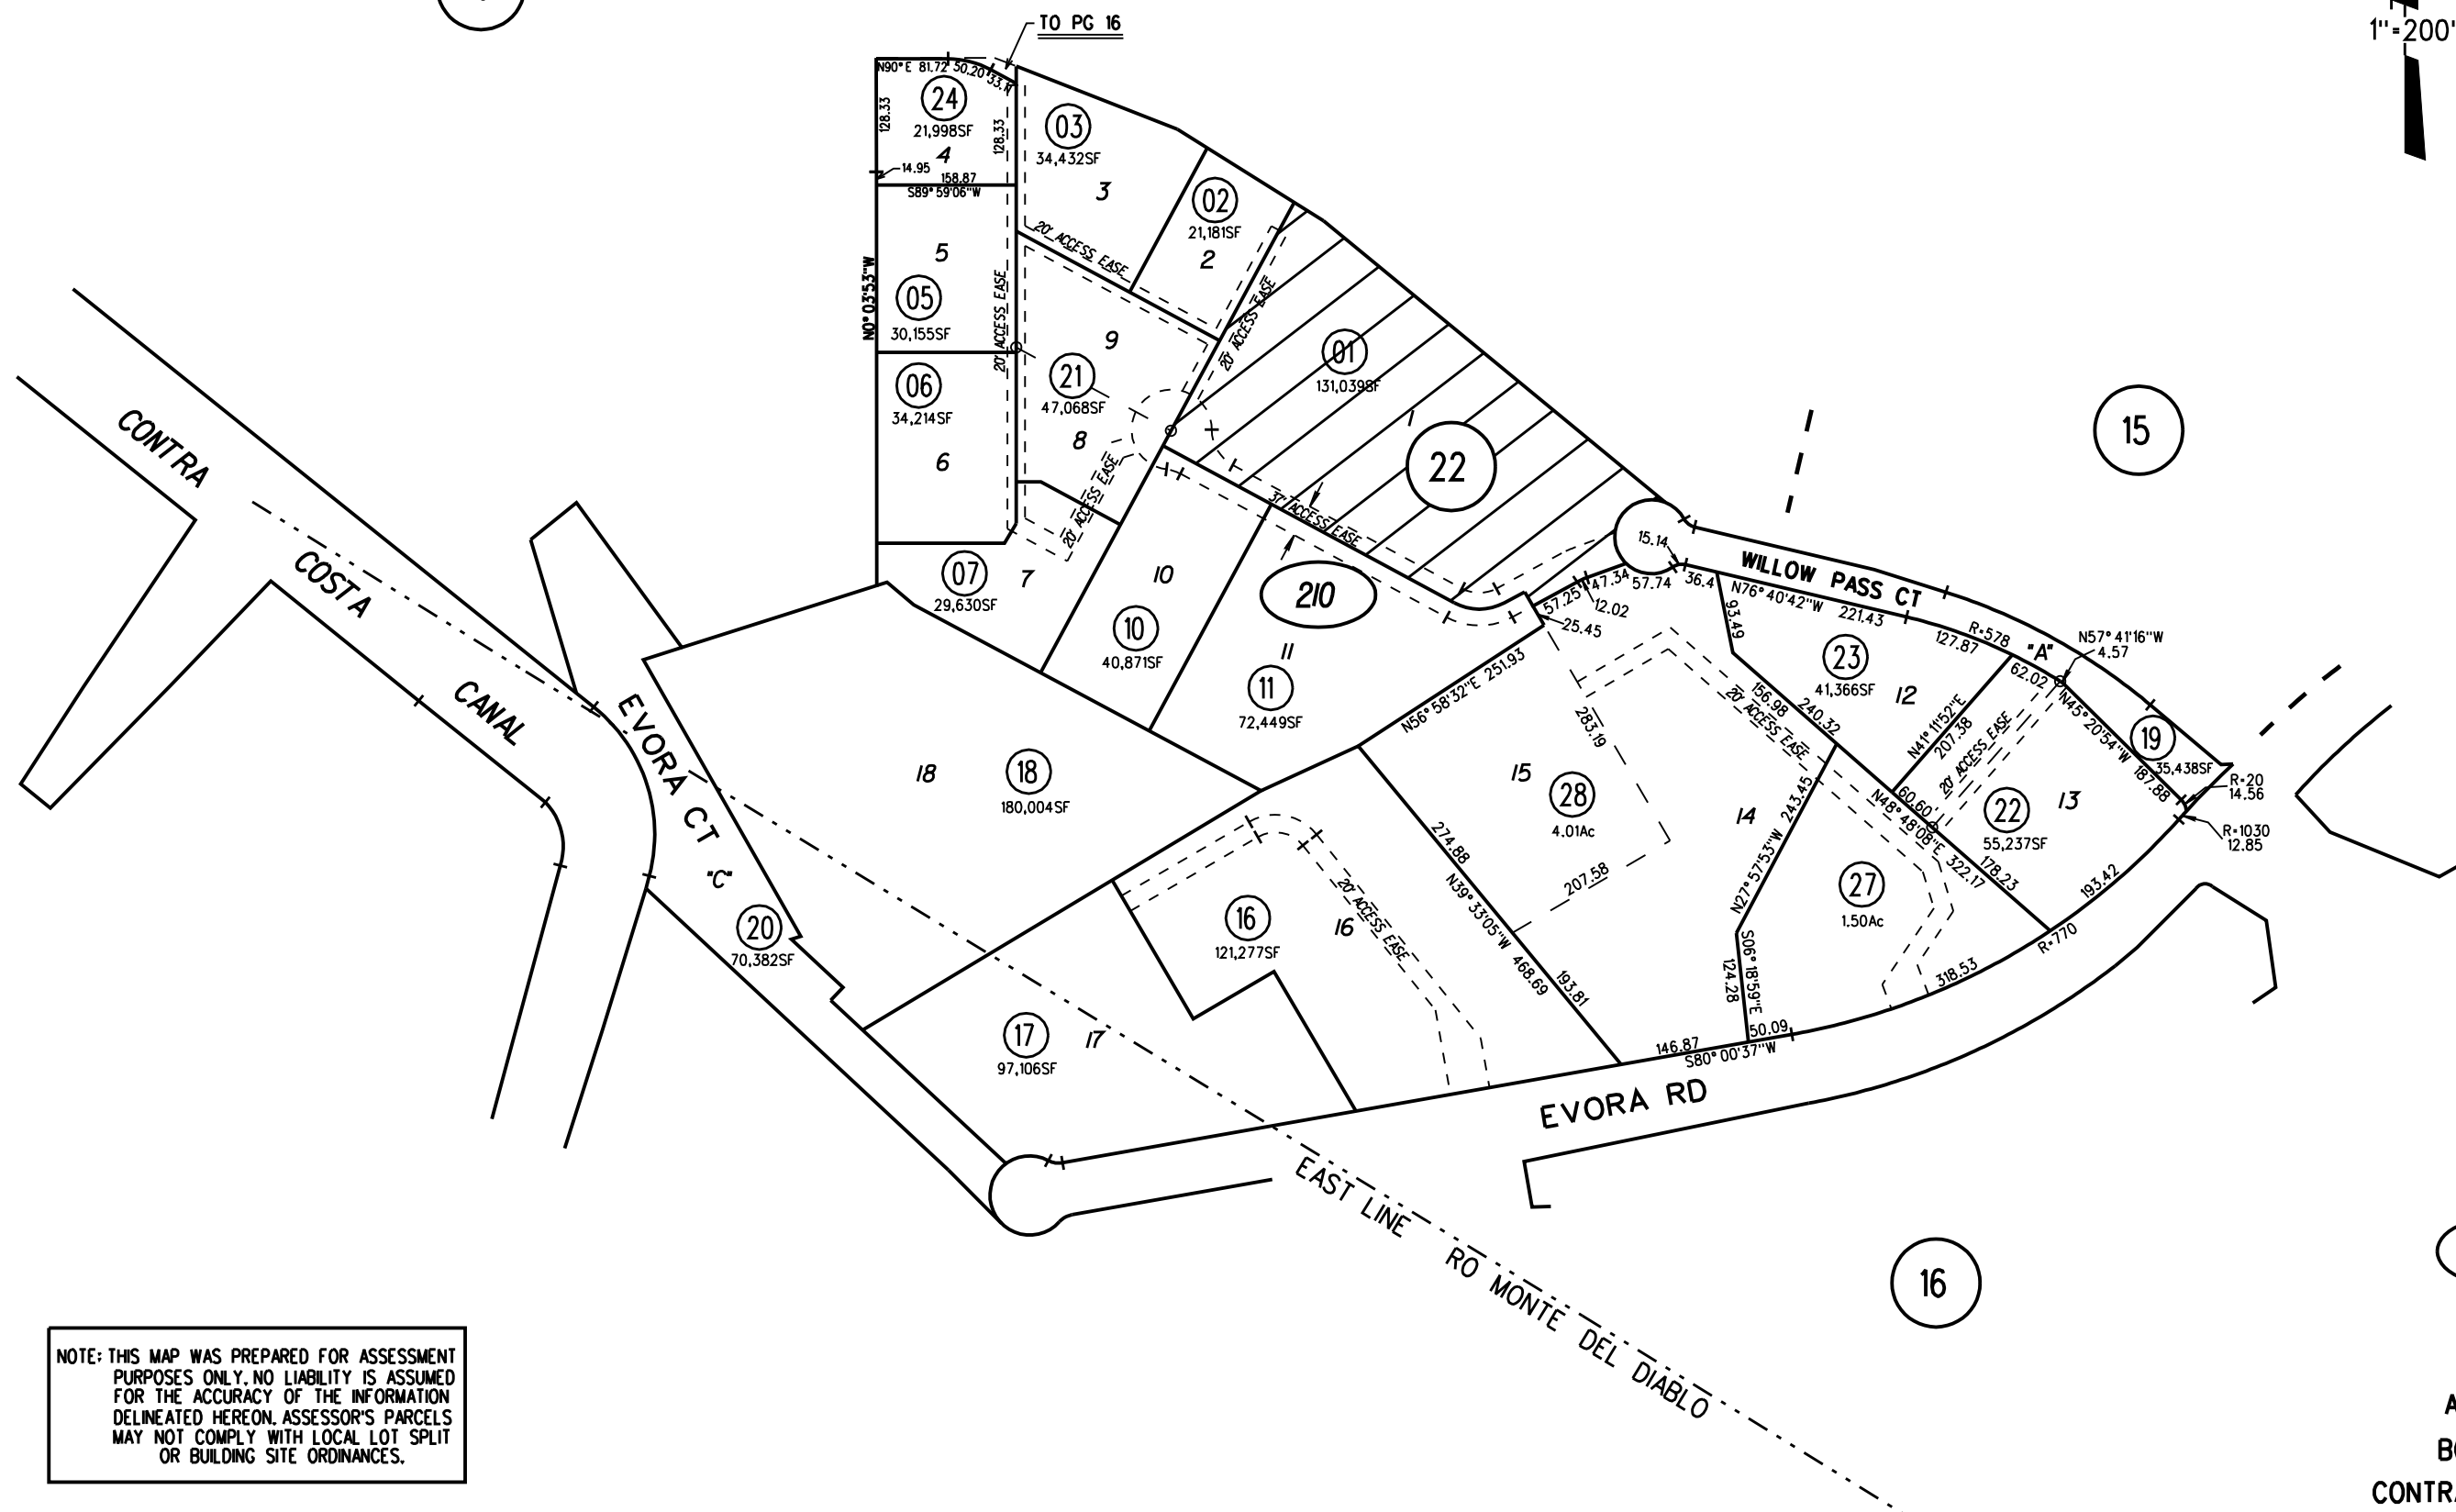 1"=200'
TO PG 16
N90°E 81.72 50.20 33.11
128.33
24
21,998SF
4
128.33
14.95
158.87
S89°59'06"W
03
34,432SF
3
02
21,181SF
2
20' ACCESS EASE
20' ACCESS EASE
20' ACCESS EASE
N0°03'53"W
5
05
30,155SF
06
34,214SF
6
9
21
47,068SF
8
20' ACCESS EASE
01
131,039SF
1
22
15
37' ACCESS EASE
07
29,630SF
7
10
10
40,871SF
210
11
11
72,449SF
15.14
57.25
47.34
57.74
36.4
12.02
25.45
WILLOW PASS CT
N76°40'42"W 221.43
127.87
R=578
"A"
N57°41'16"W
4.57
62.02
93.49
23
41,366SF
12
N45°20'54"W 187.88
19
35,438SF
R=20
14.56
R=1030
12.85
N41°11'52"E
207.38
20' ACCESS EASE
22
55,237SF
13
156.98
20' ACCESS EASE
240.32
60.60
N48°48'08"E 322.17
178.23
193.42
R=770
318.53
N56°58'32"E 251.93
283.19
15
28
4.01Ac
207.58
14
N27°57'53"W 243.45
27
1.50Ac
S06°18'59"E
124.28
50.09
146.87
S80°00'37"W
274.88
N39°33'05"W 468.69
193.81
CONTRA
COSTA
CANAL
EVORA CT
"C"
20
70,382SF
18
18
180,004SF
16
121,277SF
16
20' ACCESS EASE
17
97,106SF
17
EVORA RD
EAST LINE RO MONTE DEL DIABLO
16
NOTE: THIS MAP WAS PREPARED FOR ASSESSMENT
PURPOSES ONLY. NO LIABILITY IS ASSUMED
FOR THE ACCURACY OF THE INFORMATION
DELINEATED HEREON. ASSESSOR'S PARCELS
MAY NOT COMPLY WITH LOCAL LOT SPLIT
OR BUILDING SITE ORDINANCES.